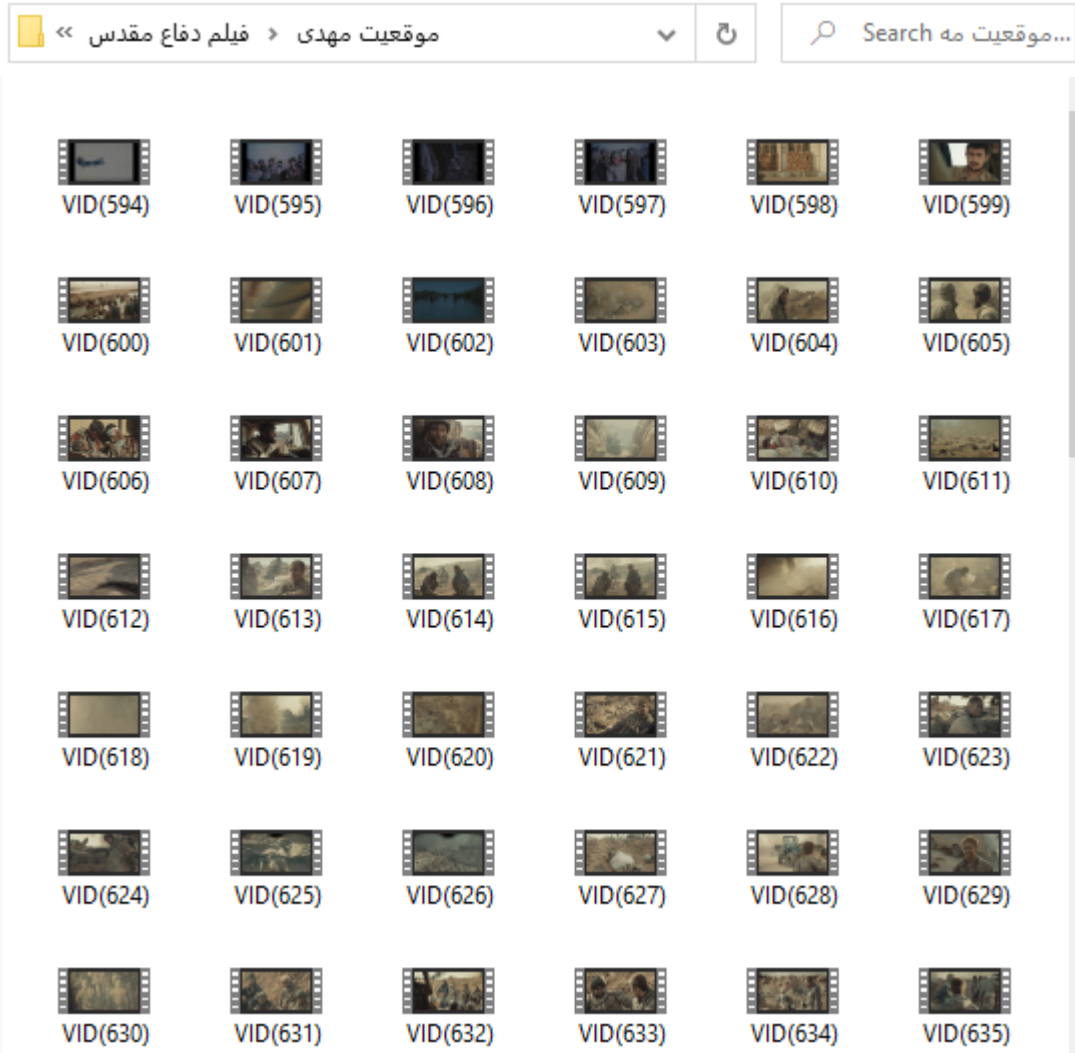 فیلم دفاع مقدس › موقعیت مهدی
Search موقعیت مه...
VID(594) VID(595) VID(596) VID(597) VID(598) VID(599)
VID(600) VID(601) VID(602) VID(603) VID(604) VID(605)
VID(606) VID(607) VID(608) VID(609) VID(610) VID(611)
VID(612) VID(613) VID(614) VID(615) VID(616) VID(617)
VID(618) VID(619) VID(620) VID(621) VID(622) VID(623)
VID(624) VID(625) VID(626) VID(627) VID(628) VID(629)
VID(630) VID(631) VID(632) VID(633) VID(634) VID(635)